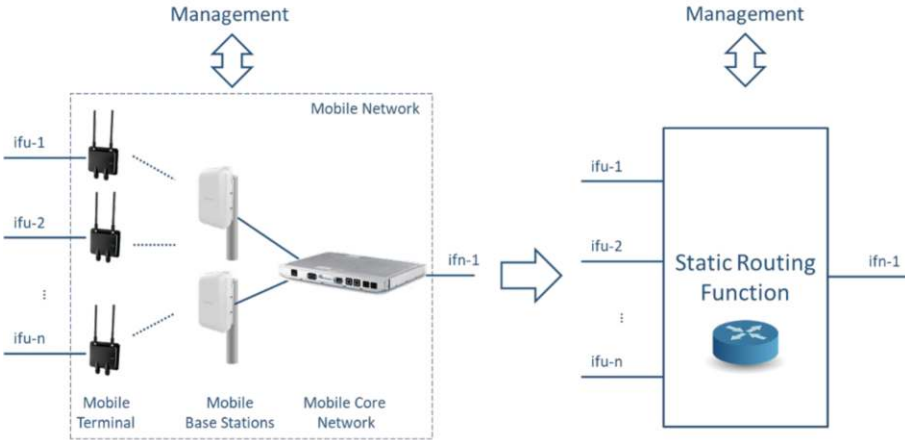 Management
Mobile Network
ifu-1
ifu-2
...
ifu-n
ifn-1
Mobile
Terminal
Mobile
Base Stations
Mobile Core
Network
Management
ifu-1
ifu-2
...
ifu-n
Static Routing
Function
ifn-1